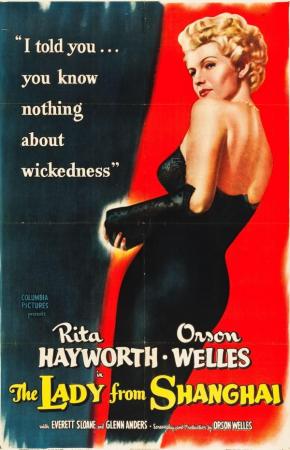 "I told you...
you know
nothing
about
wickedness"
COLUMBIA
PICTURES
presents
Rita Orson
HAYWORTH · WELLES
in
The LADY from SHANGHAI
with EVERETT SLOANE and GLENN ANDERS · Screenplay and Production by ORSON WELLES